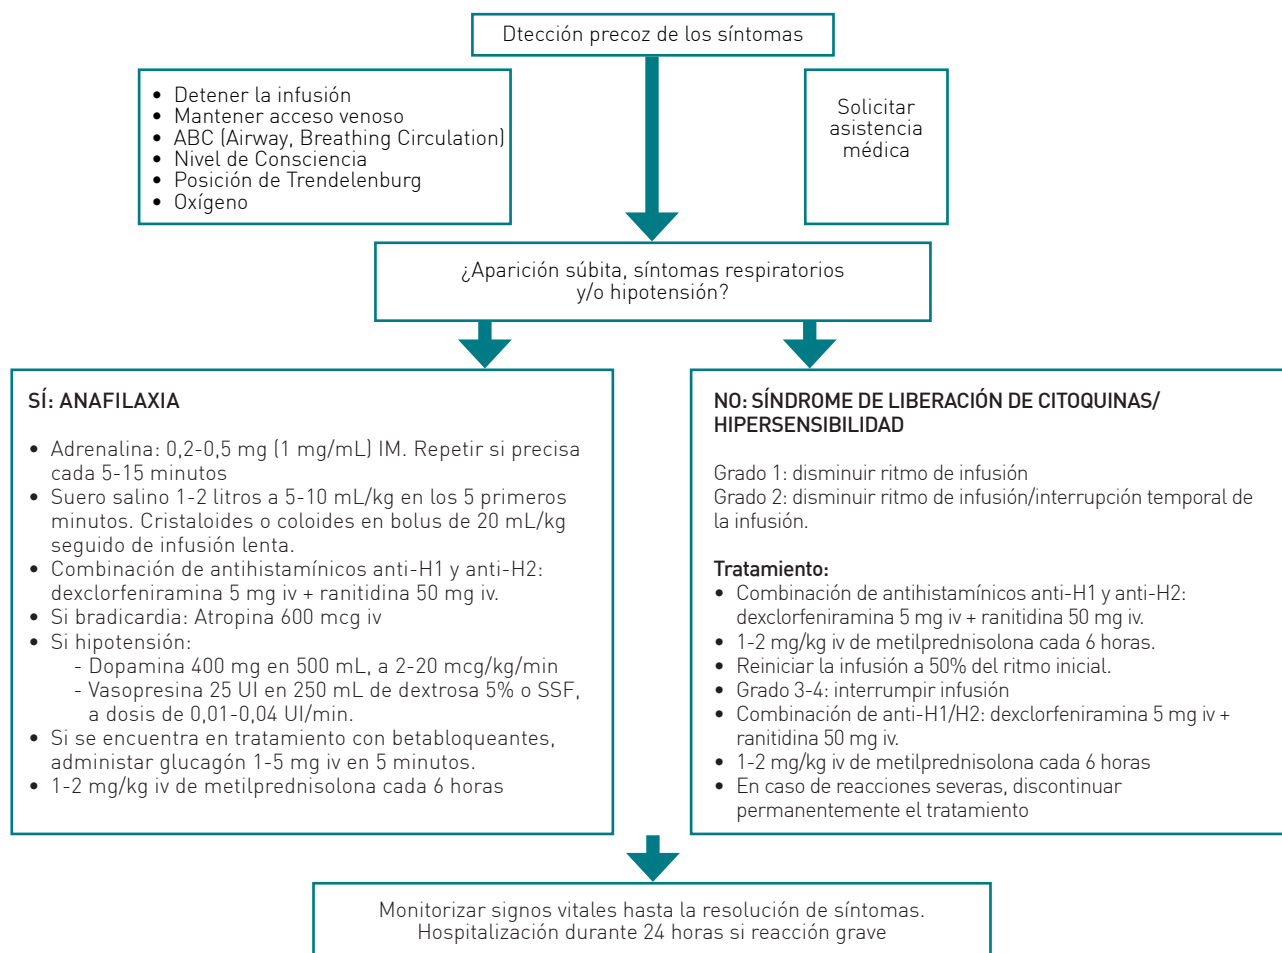 Dtección precoz de los síntomas
• Detener la infusión
• Mantener acceso venoso
• ABC (Airway, Breathing Circulation)
• Nivel de Consciencia
• Posición de Trendelenburg
• Oxígeno
Solicitar
asistencia
médica
¿Aparición súbita, síntomas respiratorios
y/o hipotensión?
SÍ: ANAFILAXIA
• Adrenalina: 0,2-0,5 mg (1 mg/mL) IM. Repetir si precisa
cada 5-15 minutos
• Suero salino 1-2 litros a 5-10 mL/kg en los 5 primeros
minutos. Cristaloides o coloides en bolus de 20 mL/kg
seguido de infusión lenta.
• Combinación de antihistamínicos anti-H1 y anti-H2:
dexclorfeniramina 5 mg iv + ranitidina 50 mg iv.
• Si bradicardia: Atropina 600 mcg iv
• Si hipotensión:
- Dopamina 400 mg en 500 mL, a 2-20 mcg/kg/min
- Vasopresina 25 UI en 250 mL de dextrosa 5% o SSF,
a dosis de 0,01-0,04 UI/min.
• Si se encuentra en tratamiento con betabloqueantes,
administar glucagón 1-5 mg iv en 5 minutos.
• 1-2 mg/kg iv de metilprednisolona cada 6 horas
NO: SÍNDROME DE LIBERACIÓN DE CITOQUINAS/
HIPERSENSIBILIDAD
Grado 1: disminuir ritmo de infusión
Grado 2: disminuir ritmo de infusión/interrupción temporal de
la infusión.
Tratamiento:
• Combinación de antihistamínicos anti-H1 y anti-H2:
dexclorfeniramina 5 mg iv + ranitidina 50 mg iv.
• 1-2 mg/kg iv de metilprednisolona cada 6 horas.
• Reiniciar la infusión a 50% del ritmo inicial.
• Grado 3-4: interrumpir infusión
• Combinación de anti-H1/H2: dexclorfeniramina 5 mg iv +
ranitidina 50 mg iv.
• 1-2 mg/kg iv de metilprednisolona cada 6 horas
• En caso de reacciones severas, discontinuar
permanentemente el tratamiento
Monitorizar signos vitales hasta la resolución de síntomas.
Hospitalización durante 24 horas si reacción grave